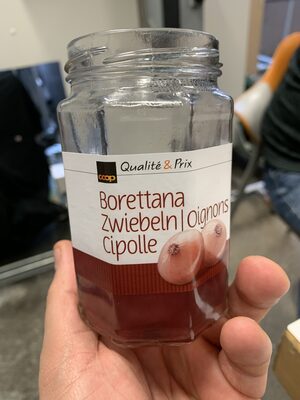 coop
Qualité & Prix
Borettana
Zwiebeln | Oignons
Cipolle